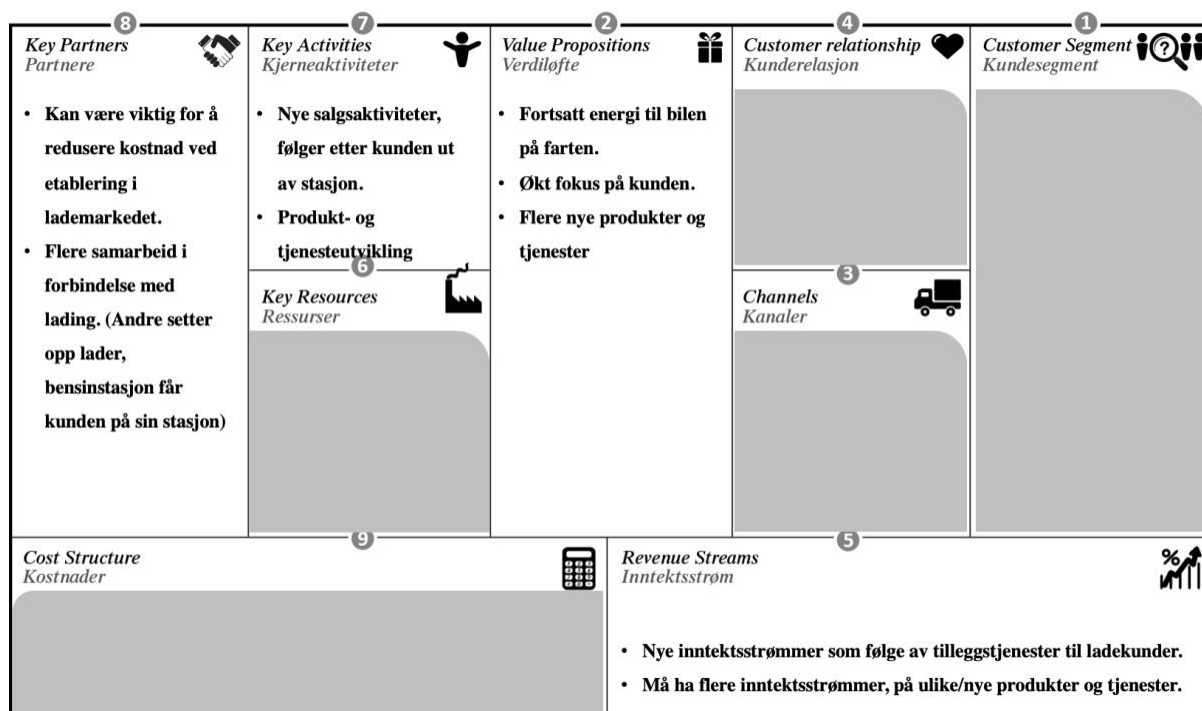 8
Key Partners
Partnere
• Kan være viktig for å
redusere kostnad ved
etablering i
lademarkedet.
• Flere samarbeid i
forbindelse med
lading. (Andre setter
opp lader,
bensinstasjon får
kunden på sin stasjon)
7
Key Activities
Kjerneaktiviteter
• Nye salgsaktiviteter,
følger etter kunden ut
av stasjon.
• Produkt- og
tjenesteutvikling
6
Key Resources
Ressurser
2
Value Propositions
Verdiløfte
• Fortsatt energi til bilen
på farten.
• Økt fokus på kunden.
• Flere nye produkter og
tjenester
4
Customer relationship
Kunderelasjon
3
Channels
Kanaler
1
Customer Segment
Kundesegment
?
9
Cost Structure
Kostnader
5
Revenue Streams
Inntektsstrøm
%
• Nye inntektsstrømmer som følge av tilleggstjenester til ladekunder.
• Må ha flere inntektsstrømmer, på ulike/nye produkter og tjenester.